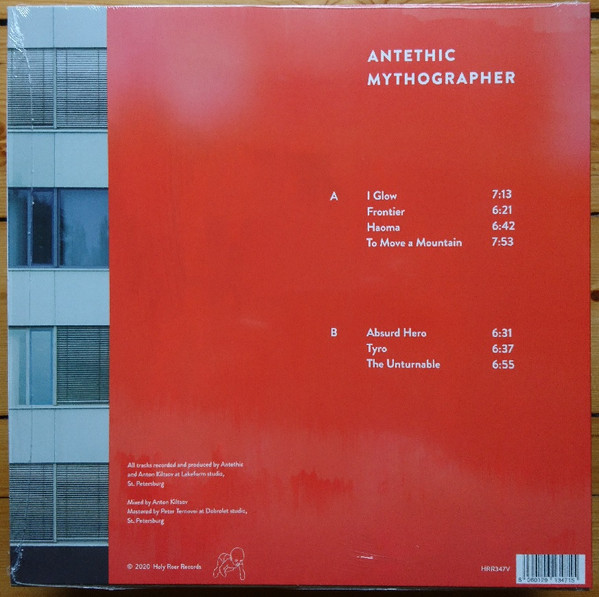 ANTETHIC
MYTHOGRAPHER
A I Glow 7:13
Frontier 6:21
Haoma 6:42
To Move a Mountain 7:53
B Absurd Hero 6:31
Tyro 6:37
The Unturnable 6:55
All tracks recorded and produced by Antethic
and Anton Kiltsov at studio,
St. Petersburg
Mixed by Anton Kiltsov
Mastered by Peter Ternovoi at Dobrolet studio,
St. Petersburg
© 2020 Holy Roar Records
HRR347V